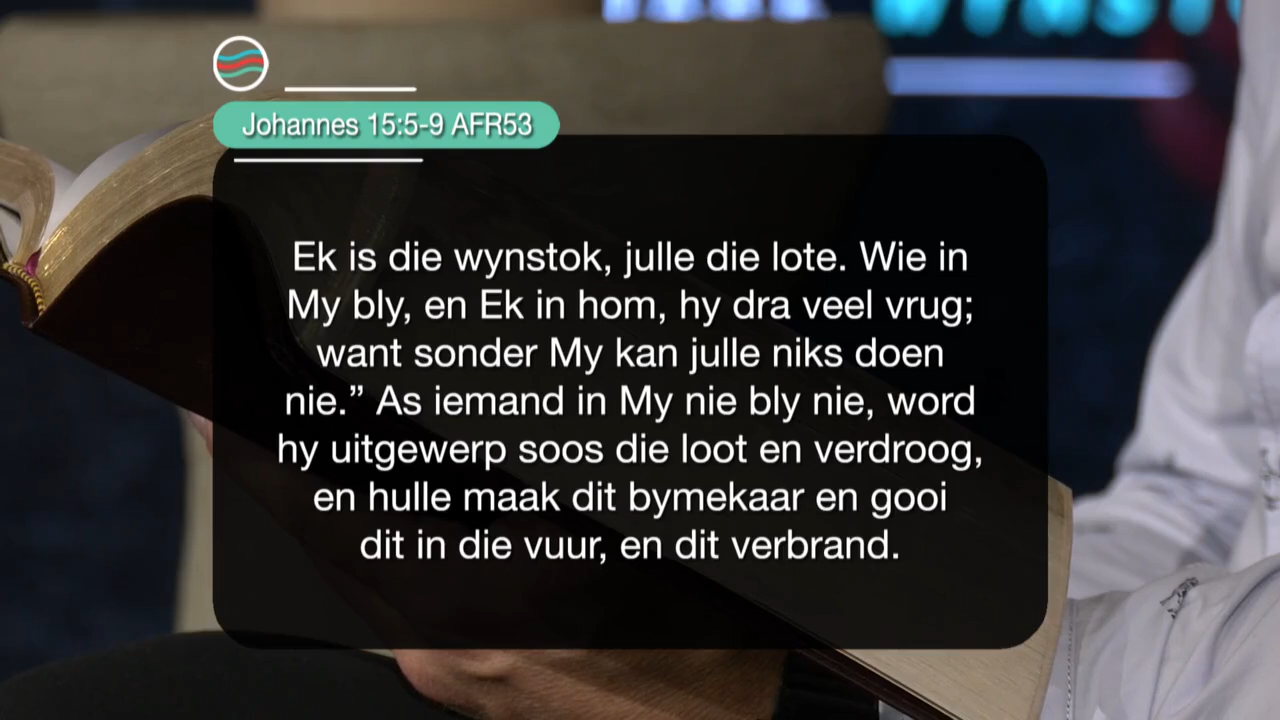 Johannes 15:5-9 AFR53
Ek is die wynstok, julle die lote. Wie in
My bly, en Ek in hom, hy dra veel vrug;
want sonder My kan julle niks doen
nie.” As iemand in My nie bly nie, word
hy uitgewerp soos die loot en verdroog,
en hulle maak dit bymekaar en gooi
dit in die vuur, en dit verbrand.